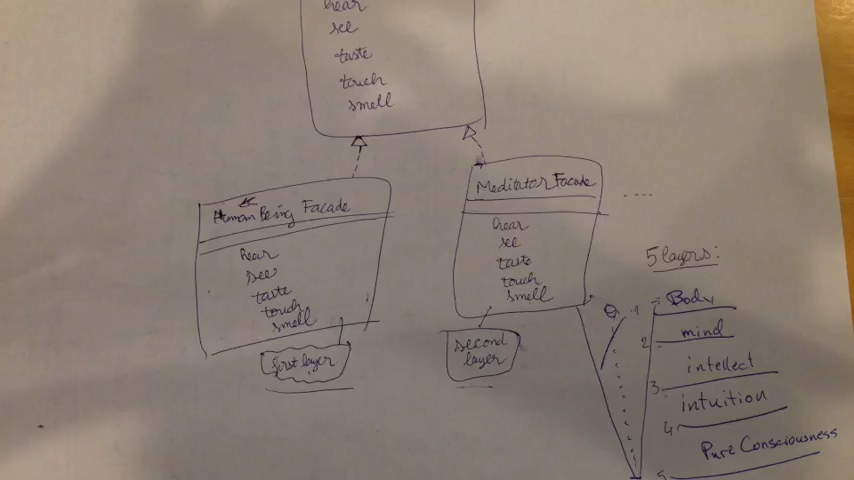 hear
see
taste
touch
smell
Human Being Facade
hear
see
taste
touch
smell
first layer
Meditator Facade
hear
see
taste
touch
smell
second
layer
5 layers:
1 Body
2 mind
intellect
3 intuition
4 Pure Consciousness
5